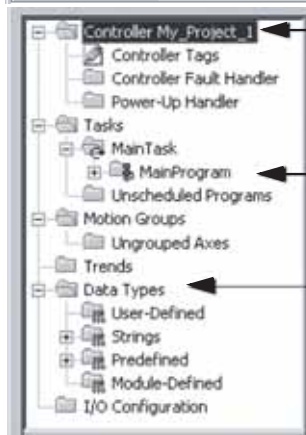 Controller My_Project_1
Controller Tags
Controller Fault Handler
Power-Up Handler
Tasks
MainTask
MainProgram
Unscheduled Programs
Motion Groups
Ungrouped Axes
Trends
Data Types
User-Defined
Strings
Predefined
Module-Defined
I/O Configuration